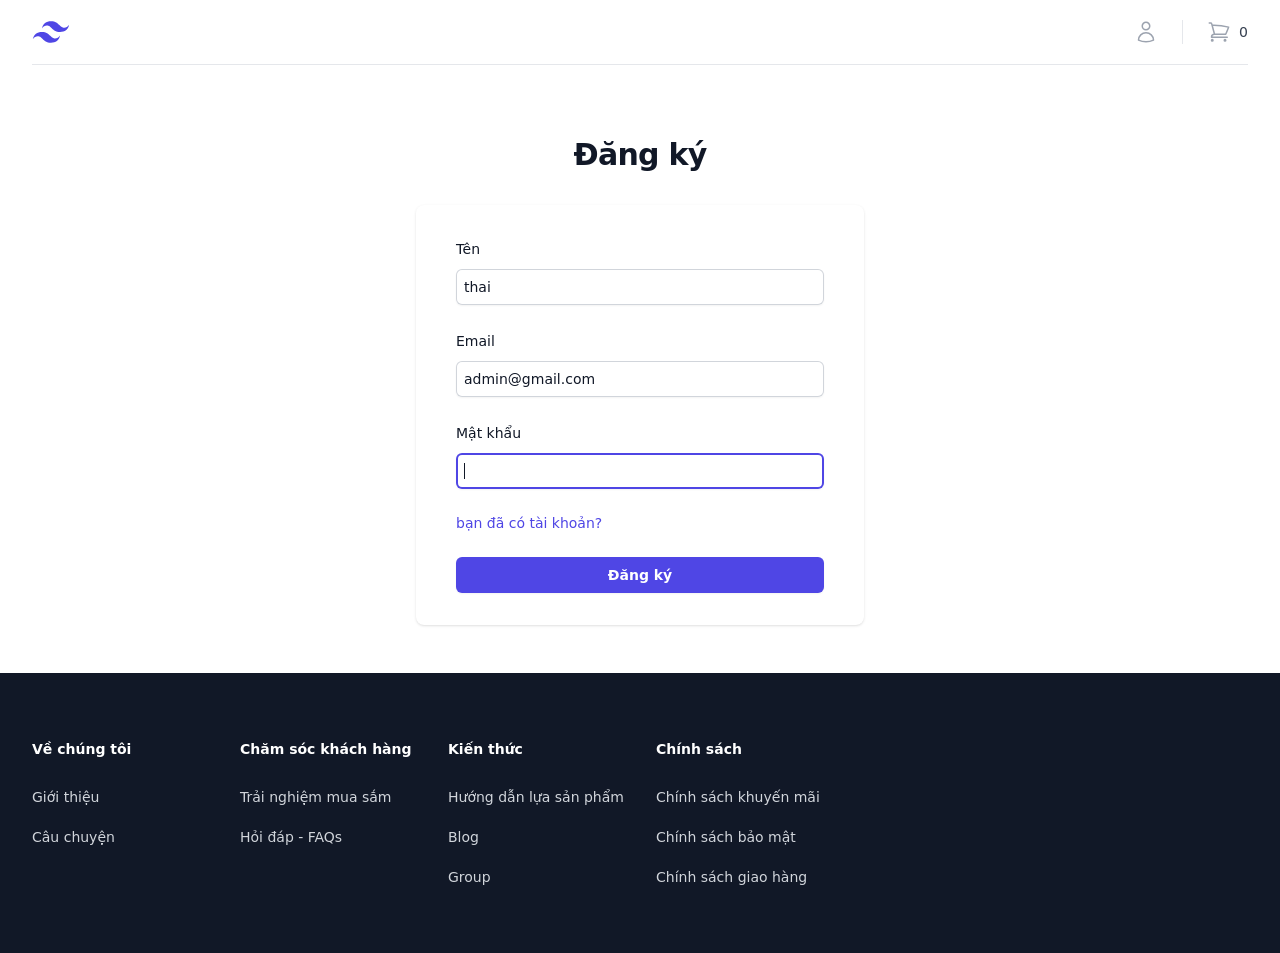 0
Đăng ký
Tên
thai
Email
admin@gmail.com
Mật khẩu
bạn đã có tài khoản?
Đăng ký
Về chúng tôi
Giới thiệu
Câu chuyện
Chăm sóc khách hàng
Trải nghiệm mua sắm
Hỏi đáp - FAQs
Kiến thức
Hướng dẫn lựa sản phẩm
Blog
Group
Chính sách
Chính sách khuyến mãi
Chính sách bảo mật
Chính sách giao hàng